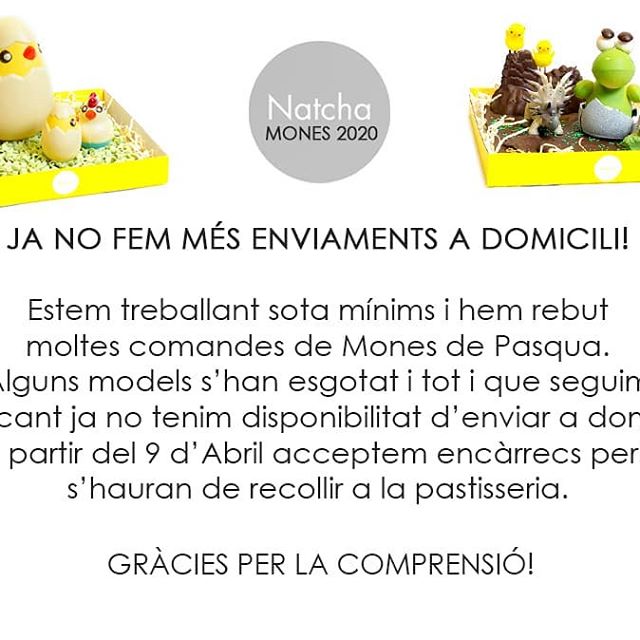 Natcha
MONES 2020
JA NO FEM MÉS ENVIAMENTS A DOMICILI!
Estem treballant sota mínims i hem rebut
moltes comandes de Mones de Pasqua.
Alguns models s’han esgotat i tot i que seguim
cant ja no tenim disponibilitat d’enviar a dom
partir del 9 d’Abril acceptem encàrrecs per
s’hauran de recollir a la pastisseria.
GRÀCIES PER LA COMPRENSIÓ!